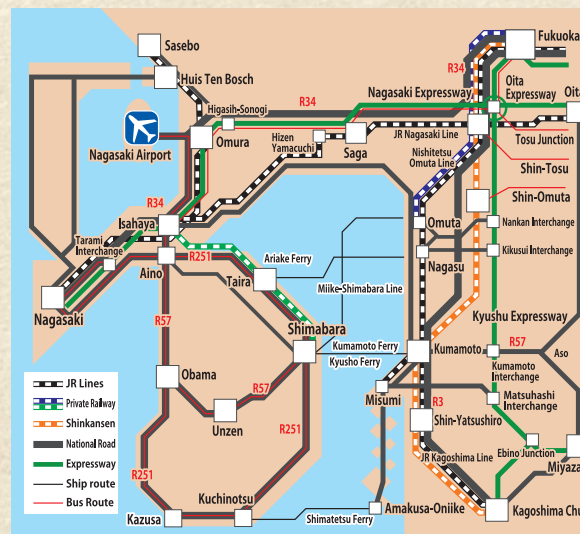 Sasebo
Fukuoka
Huis Ten Bosch
R34
Nagasaki Expressway
Oita
Expressway
R34
Higasih-Sonogi
Oita
Nagasaki Airport
Omura
Hizen
Yamacuchi
Saga
JR Nagasaki Line
Tosu Junction
Nishitetsu
Omuta Line
Shin-Tosu
R34
Shin-Omuta
Isahaya
Omuta
Nankan Interchange
Tarami
Interchange
Aino
R251
Ariake Ferry
Nagasu
Kikusui Interchange
Taira
Miike-Shimabara Line
Nagasaki
Shimabara
Kyushu Expressway
R57
Kumamoto Ferry
Kyusho Ferry
Kumamoto
R57
Kumamoto
Interchange
Aso
Obama
R57
Misumi
Matsuhashi
Interchange
R3
Unzen
Shin-Yatsushiro
R251
Ebino Junction
JR Kagoshima Line
Miyaza
R251
Kuchinotsu
Kazusa
Shimatetsu Ferry
Amakusa-Oniike
Kagoshima Chu
JR Lines
Private Railway
Shinkansen
National Road
Expressway
Ship route
Bus Route